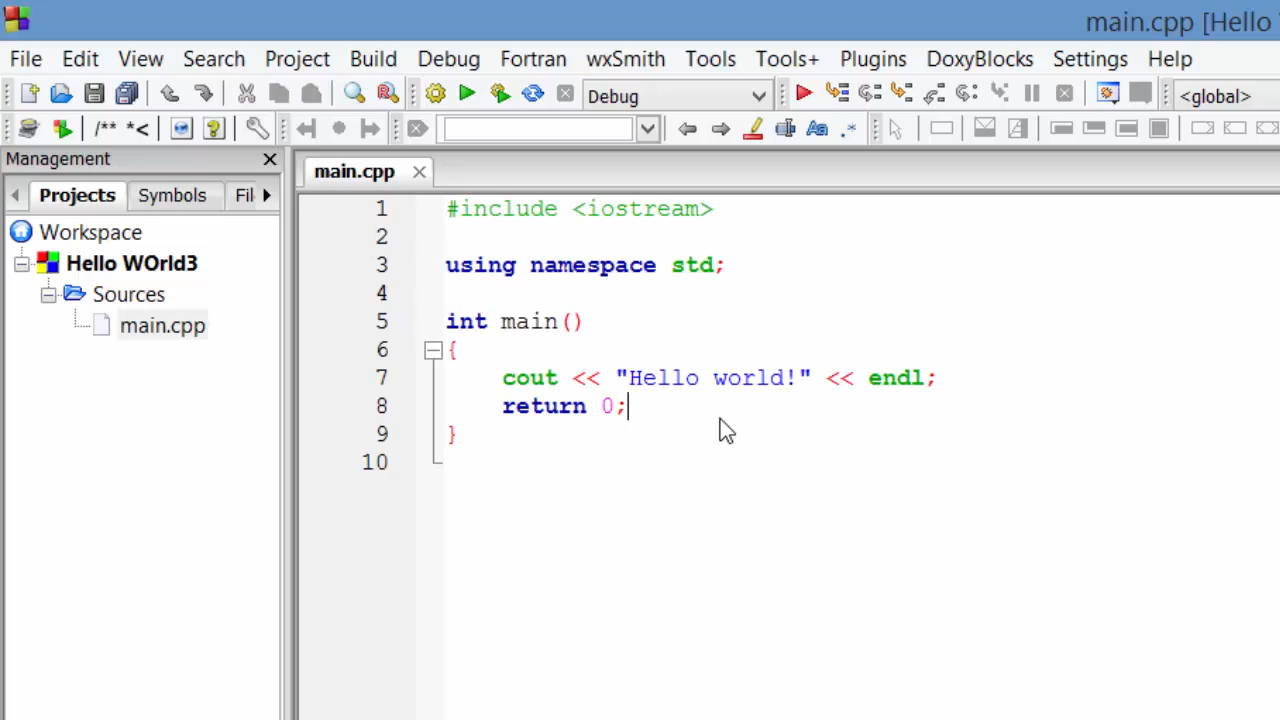 main.cpp [Hello
File Edit View Search Project Build Debug Fortran wxSmith Tools Tools+ Plugins DoxyBlocks Settings Help
Debug <global>
/** *<
Management
main.cpp
Projects Symbols Fil
Workspace
Hello WOrld3
Sources
main.cpp
1 #include <iostream>
2
3 using namespace std;
4
5 int main()
6 {
7 cout << "Hello world!" << endl;
8 return 0;
9 }
10